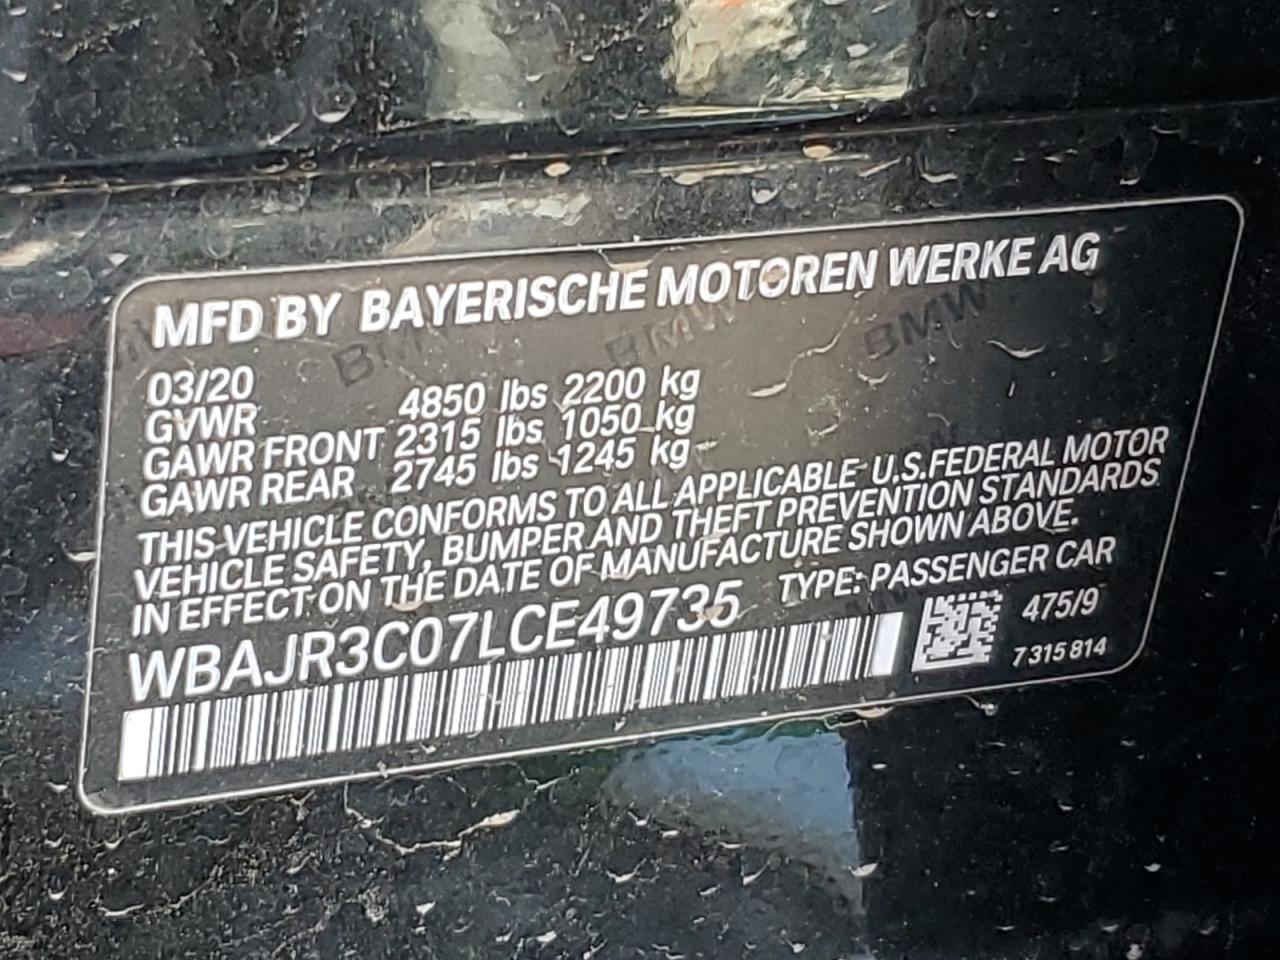 MFD BY BAYERISCHE MOTOREN WERKE AG
03/20
GVWR 4850 lbs 2200 kg
GAWR FRONT 2315 lbs 1050 kg
GAWR REAR 2745 lbs 1245 kg
THIS VEHICLE CONFORMS TO ALL APPLICABLE U.S.FEDERAL MOTOR
VEHICLE SAFETY, BUMPER AND THEFT PREVENTION STANDARDS
IN EFFECT ON THE DATE OF MANUFACTURE SHOWN ABOVE.
WBAJR3C07LCE49735 TYPE: PASSENGER CAR
475/9
7 315 814
BMW BMW BMW